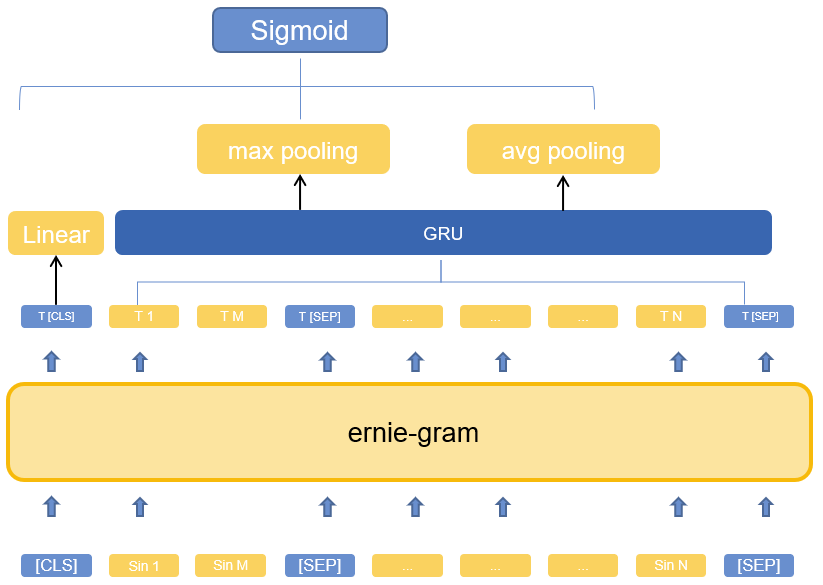 Sigmoid
max pooling avg pooling
Linear GRU
T [CLS] T 1 T M T [SEP] ... ... ... T N T [SEP]
ernie-gram
[CLS] Sin 1 Sin M [SEP] ... ... ... Sin N [SEP]